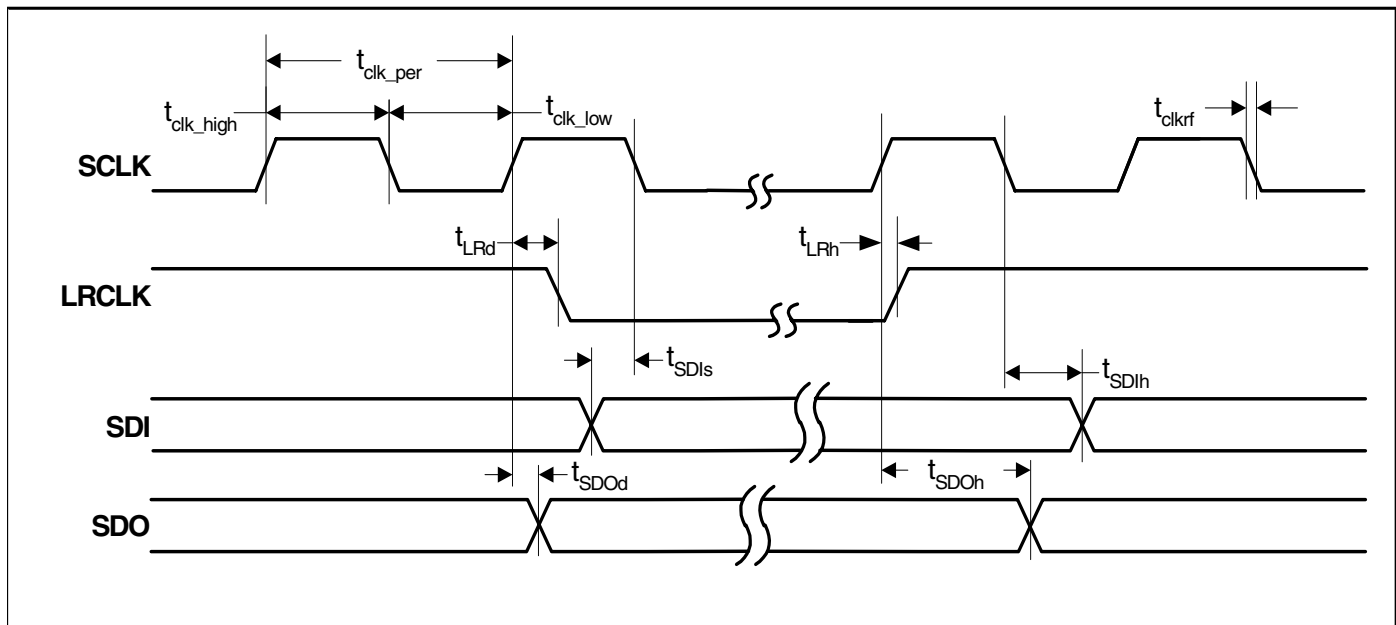 t_clk_per
t_clk_high
t_clk_low
t_clkrf
SCLK
t_LRd
t_LRh
LRCLK
t_SDIs
t_SDIh
SDI
t_SDOd
t_SDOh
SDO